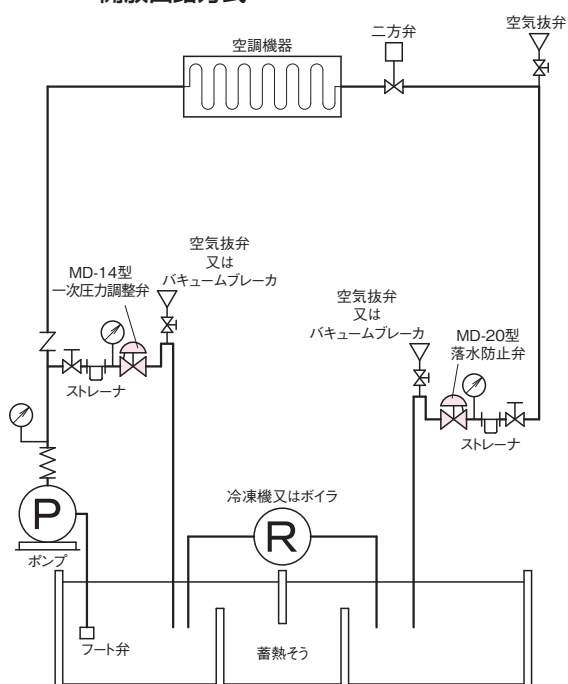 開放回路方式
空気抜弁
二方弁
空調機器
空気抜弁
又は
バキュームブレーカ
MD-14型
一次圧力調整弁
空気抜弁
又は
バキュームブレーカ
MD-20型
落水防止弁
ストレーナ
ストレーナ
冷凍機又はボイラ
P
R
ポンプ
フート弁
蓄熱そう